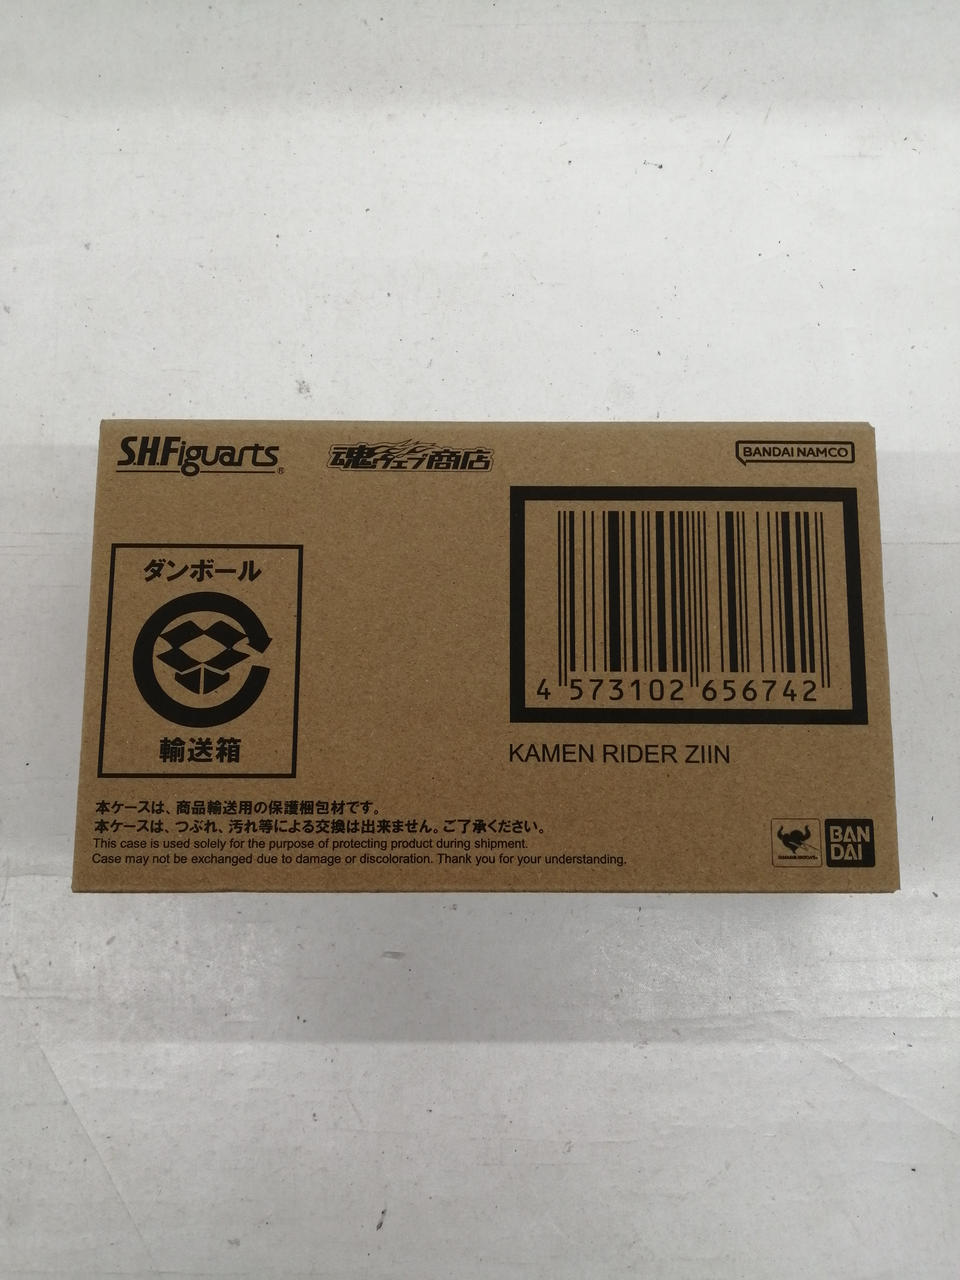 S.H.Figuarts®
魂ウェブ商店
BANDAI NAMCO
ダンボール
輸送箱
4 573102 656742
KAMEN RIDER ZIIN
本ケースは、商品輸送用の保護梱包材です。
本ケースは、つぶれ、汚れ等による交換は出来ません。ご了承ください。
This case is used solely for the purpose of protecting product during shipment.
Case may not be exchanged due to damage or discoloration. Thank you for your understanding.
BAN
DAI